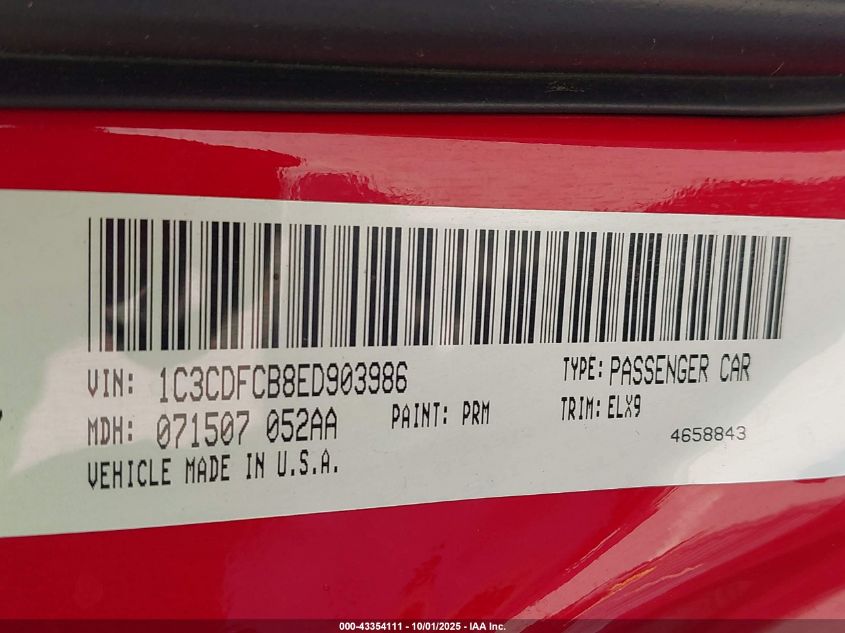 VIN: 1C3CDFCB8ED903986 TYPE: PASSENGER CAR
MDH: 071507 052AA PAINT: PRM TRIM: ELX9
4658843
VEHICLE MADE IN U.S.A.
000-43354111 - 10/01/2025 - IAA Inc.